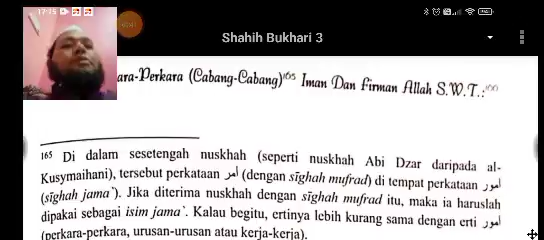 17:15
Shahih Bukhari 3
ara-Perkara (Cabang-Cabang)¹⁶⁵ Iman Dan Firman Allah S.W.T.:
¹⁶⁵ Di dalam sesetengah nuskhah (seperti nuskhah Abi Dzar daripada al-
Kusymaihani), tersebut perkataan أمر (dengan sīghah mufrad) di tempat perkataan أمور
(sīghah jama`). Jika diterima nuskhah dengan sīghah mufrad itu, maka ia haruslah
dipakai sebagai isim jama`. Kalau begitu, ertinya lebih kurang sama dengan erti أمور
(perkara-perkara, urusan-urusan atau kerja-kerja).